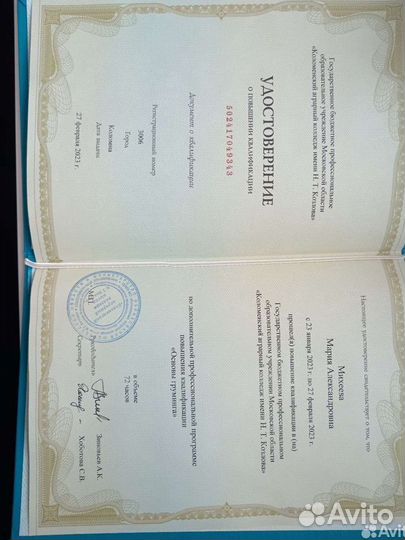 Государственное бюджетное профессиональное
образовательное учреждение Московской области
«Коломенский аграрный колледж имени Н. Т. Козлова»
УДОСТОВЕРЕНИЕ
О ПОВЫШЕНИИ КВАЛИФИКАЦИИ
502417049343
Документ о квалификации
Регистрационный номер
3006
Город
Коломна
Дата выдачи
27 февраля 2023 г.
Настоящее удостоверение свидетельствует о том, что
Михеева
Мария Александровна
с 23 января 2023 г. по 27 февраля 2023 г.
прошел(а) повышение квалификации в (на)
Государственном бюджетном профессиональном
образовательном учреждении Московской области
«Коломенский аграрный колледж имени Н. Т. Козлова»
по дополнительной профессиональной программе
повышения квалификации
«Основы груминга»
в объеме
72 часов
Руководитель
Зиновьев А.К.
М.П.
Секретарь
Хоботова С.В.
Avito
Avito